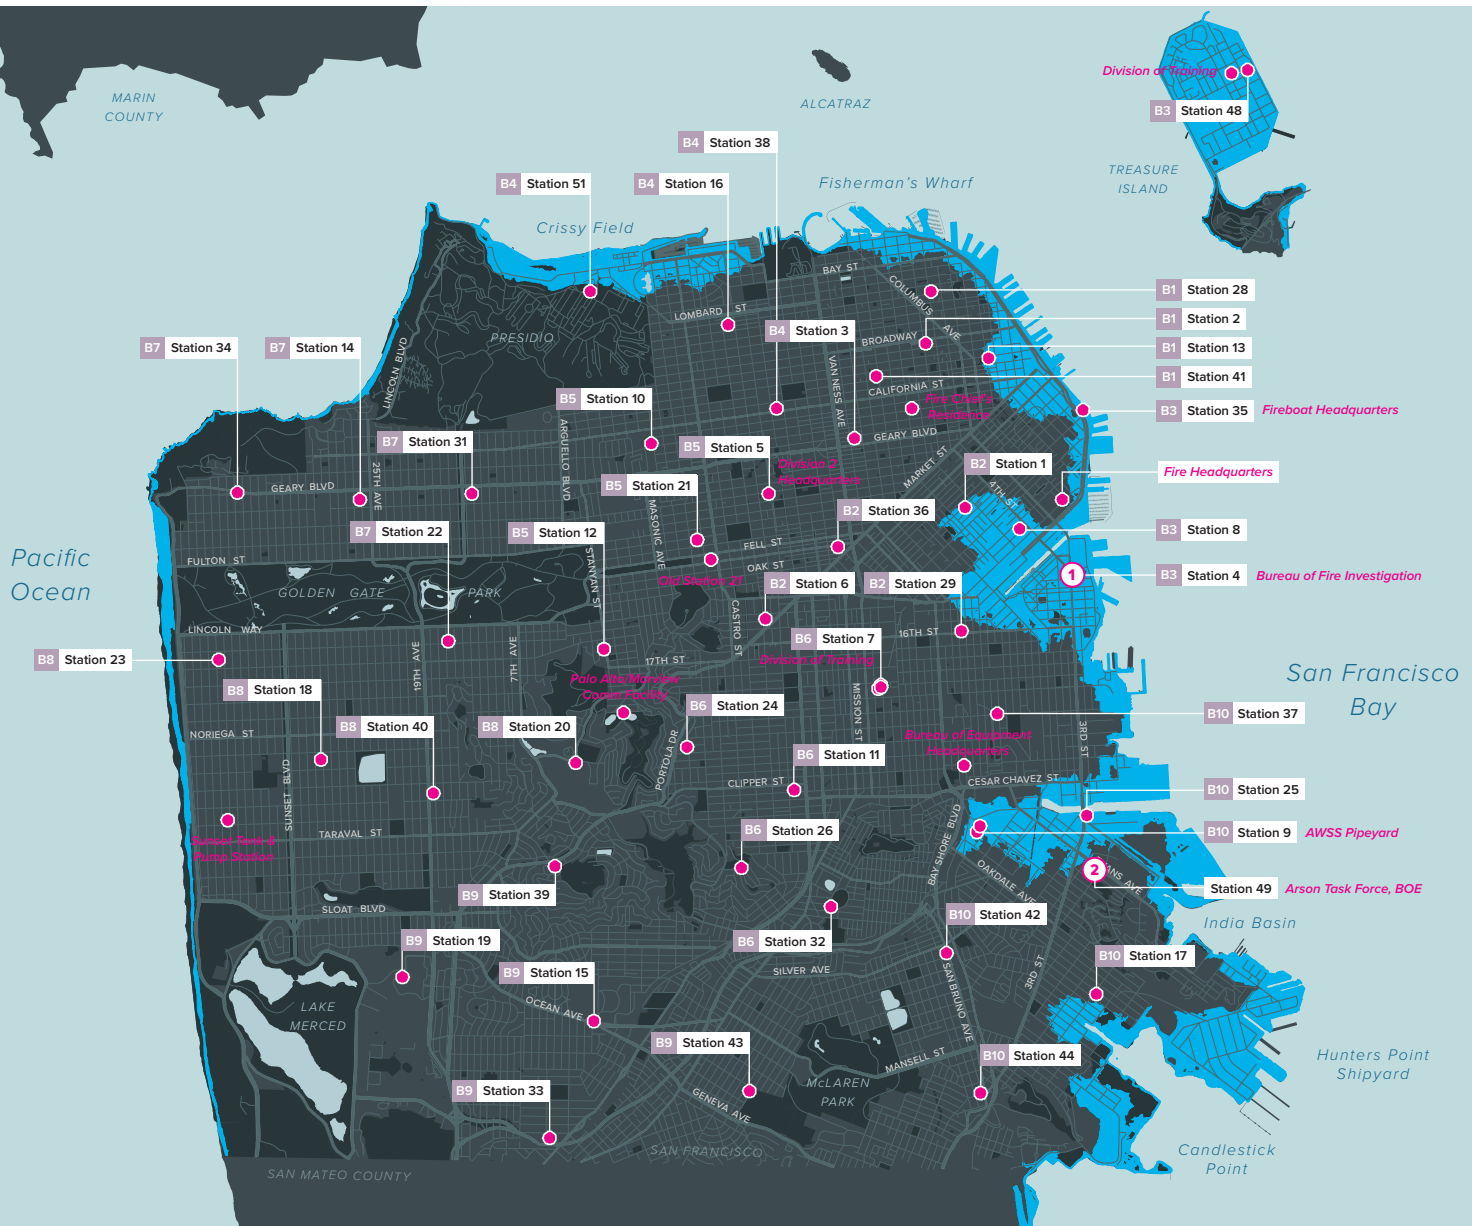 MARIN
COUNTY
ALCATRAZ
Division of Training
B3 Station 48
TREASURE
ISLAND
B4 Station 38
B4 Station 51
B4 Station 16
Fisherman's Wharf
Crissy Field
BAY ST
COLUMBUS AVE
LOMBARD ST
B1 Station 28
B1 Station 2
B1 Station 13
B1 Station 41
B3 Station 35 Fireboat Headquarters
B4 Station 3
BROADWAY
PRESIDIO
LINCOLN BLVD
VAN NESS AVE
CALIFORNIA ST
B7 Station 34
B7 Station 14
B5 Station 10
Fire Chief's
Residence
B7 Station 31
ARGUELLO BLVD
B5 Station 5
GEARY BLVD
MARKET ST
B2 Station 1
Fire Headquarters
Division 2
Headquarters
25TH AVE
GEARY BLVD
B5 Station 21
4TH ST
MASONIC AVE
B2 Station 36
B7 Station 22
B5 Station 12
B3 Station 8
FELL ST
OAK ST
Pacific
Ocean
FULTON ST
STANYAN ST
Old Station 21
1
B3 Station 4 Bureau of Fire Investigation
GOLDEN GATE PARK
B2 Station 6
B2 Station 29
CASTRO ST
LINCOLN WAY
16TH ST
B6 Station 7
Division of Training
B8 Station 23
19TH AVE
7TH AVE
17TH ST
San Francisco
Bay
Palo Alto/Marview
Comm Facility
B8 Station 18
B6 Station 24
MISSION ST
B10 Station 37
B8 Station 40
B8 Station 20
NORIEGA ST
PORTOLA DR
Bureau of Equipment
Headquarters
3RD ST
B6 Station 11
SUNSET BLVD
CLIPPER ST
CESAR CHAVEZ ST
B10 Station 25
Sunset Tank &
Pump Station
TARAVAL ST
B6 Station 26
BAY SHORE BLVD
B10 Station 9 AWSS Pipeyard
OAKDALE AVE
2
ANS AVE
Station 49 Arson Task Force, BOE
B9 Station 39
SLOAT BLVD
B10 Station 42
India Basin
B9 Station 19
B6 Station 32
B10 Station 17
SILVER AVE
B9 Station 15
SAN BRUNO AVE
3RD ST
OCEAN AVE
LAKE
MERCED
B9 Station 43
B10 Station 44
MANSELL ST
Hunters Point
Shipyard
McLAREN
PARK
B9 Station 33
GENEVA AVE
SAN FRANCISCO
SAN MATEO COUNTY
Candlestick
Point